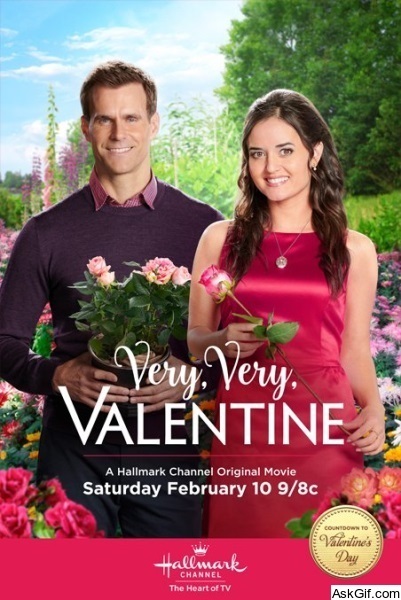 Very, Very,
VALENTINE
A Hallmark Channel Original Movie
Saturday February 10 9/8c
COUNTDOWN TO
Valentine's
Day
Hallmark
CHANNEL
The Heart of TV
AskGif.com